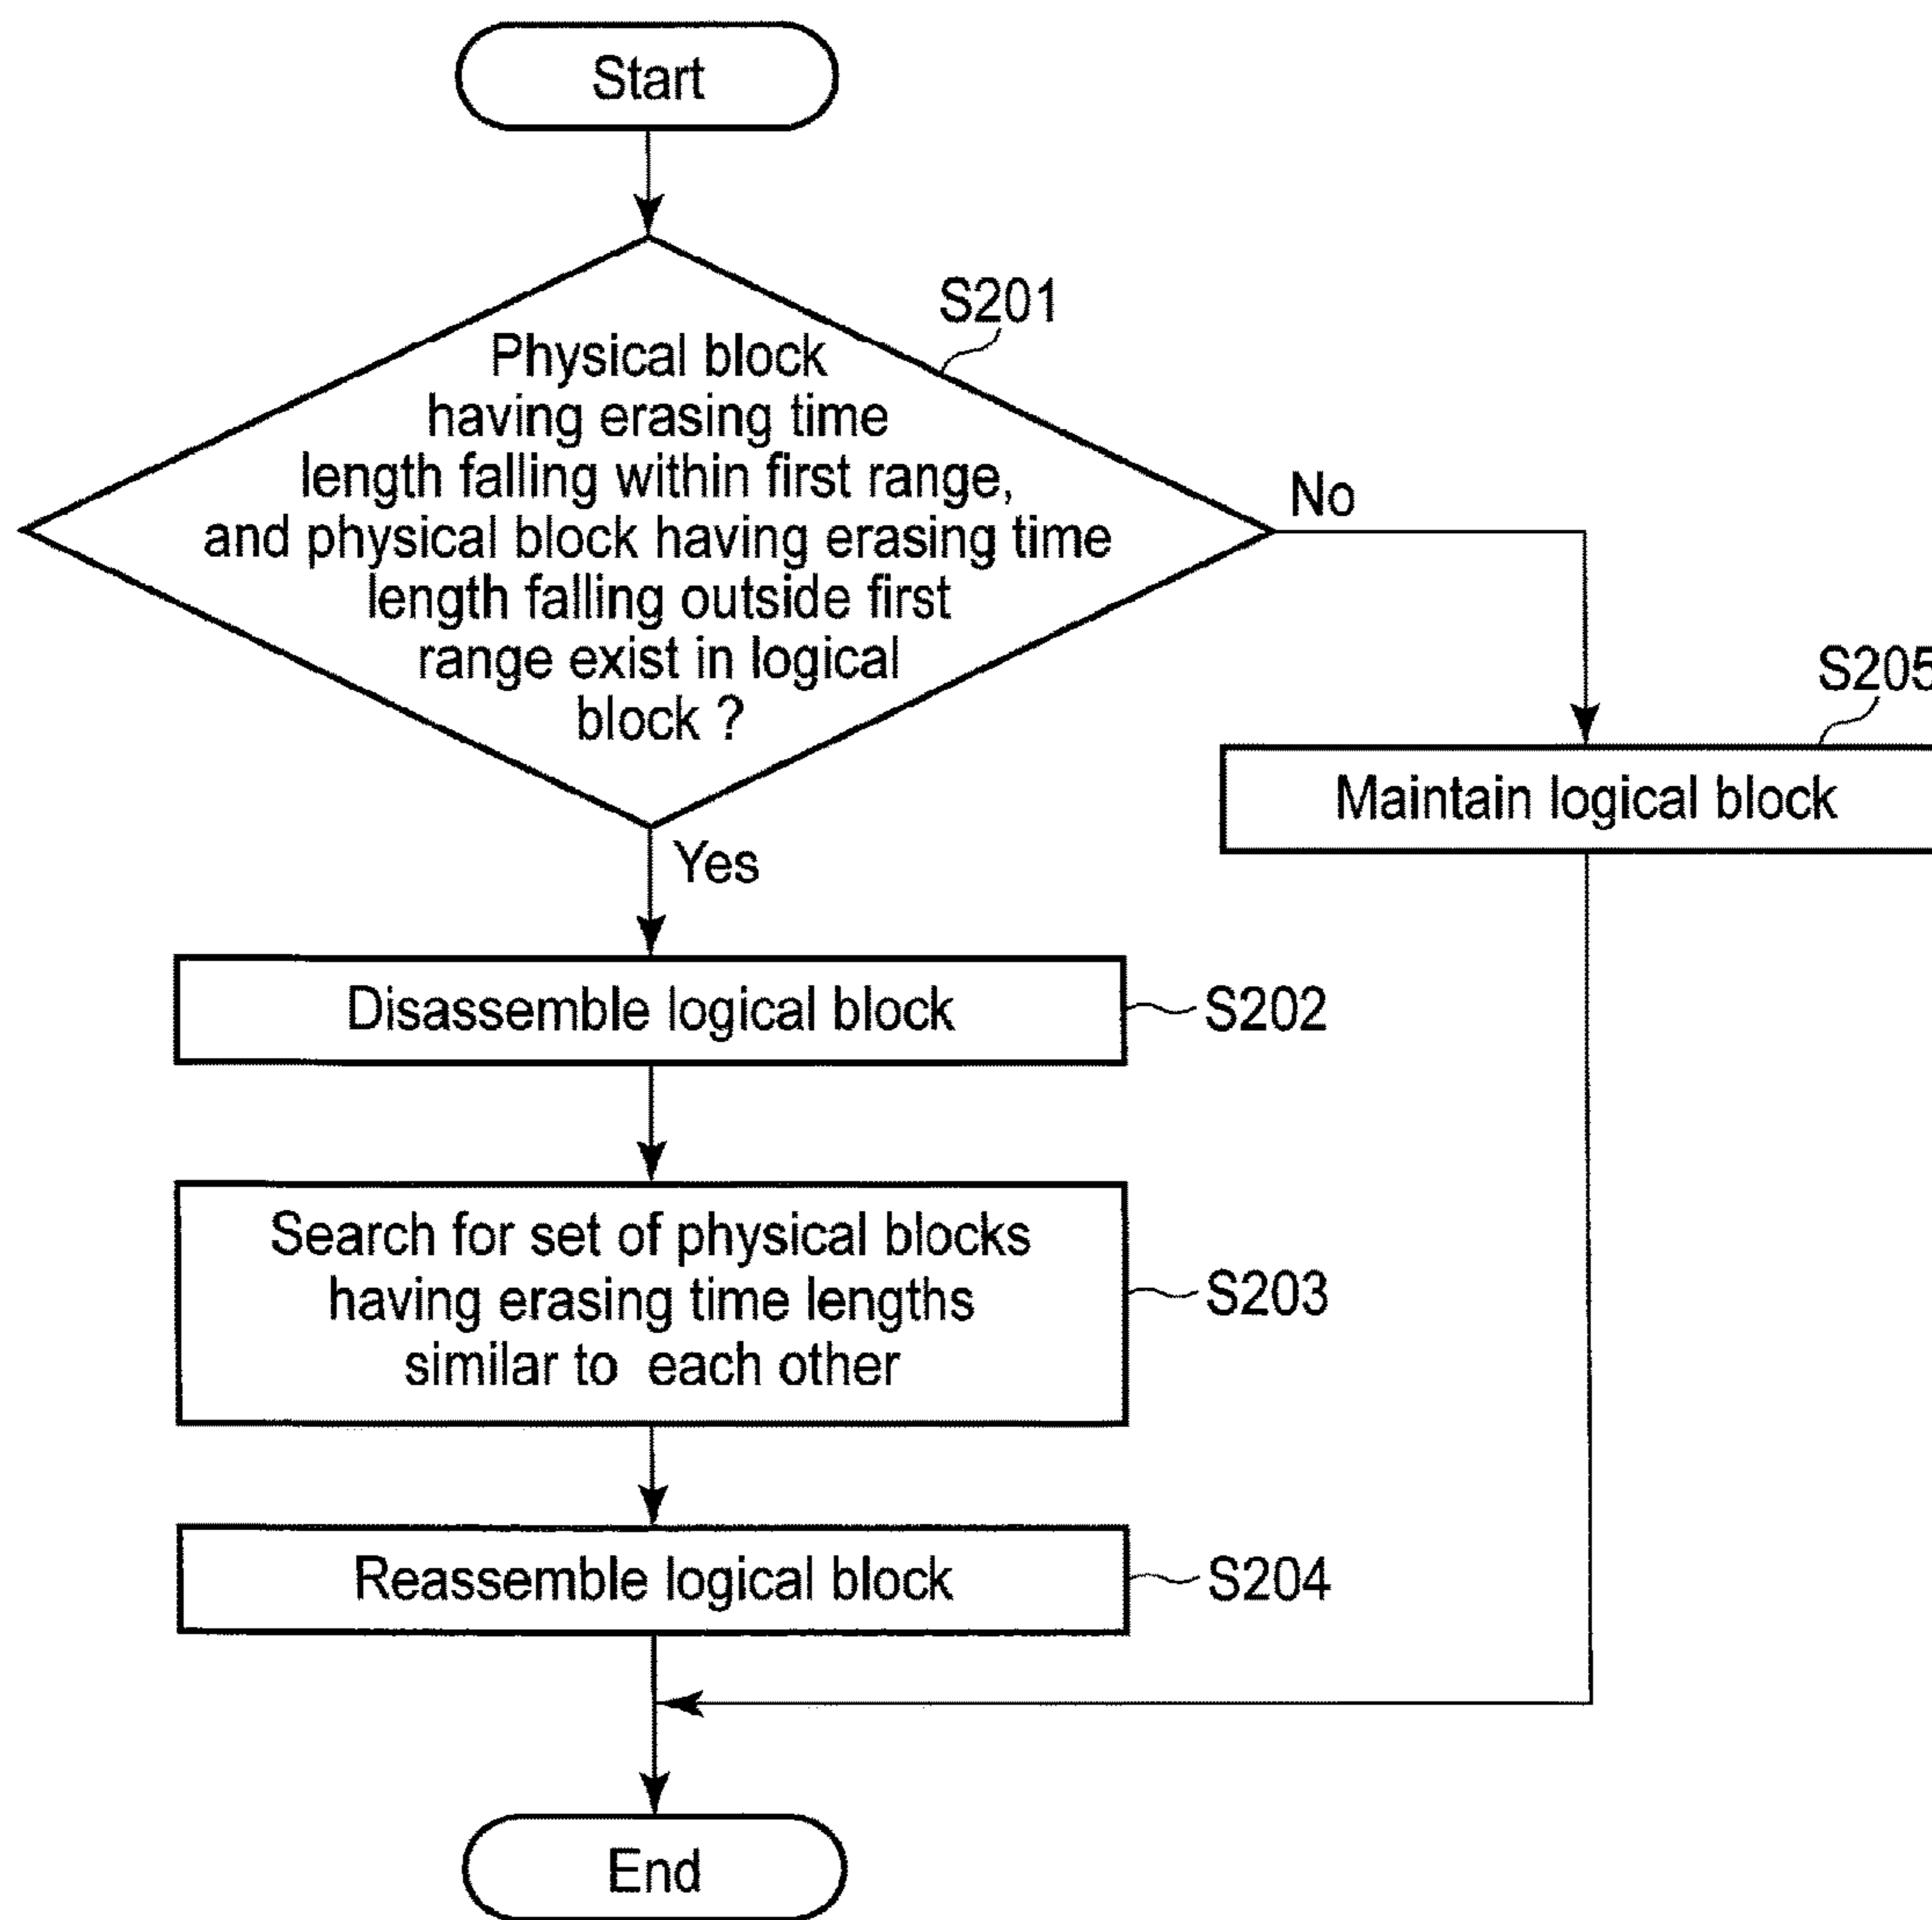 Start
S201
Physical block
having erasing time
length falling within first range,
and physical block having erasing time
length falling outside first
range exist in logical
block ?
No
S205
Maintain logical block
Yes
Disassemble logical block
S202
Search for set of physical blocks
having erasing time lengths
similar to each other
S203
Reassemble logical block
S204
End